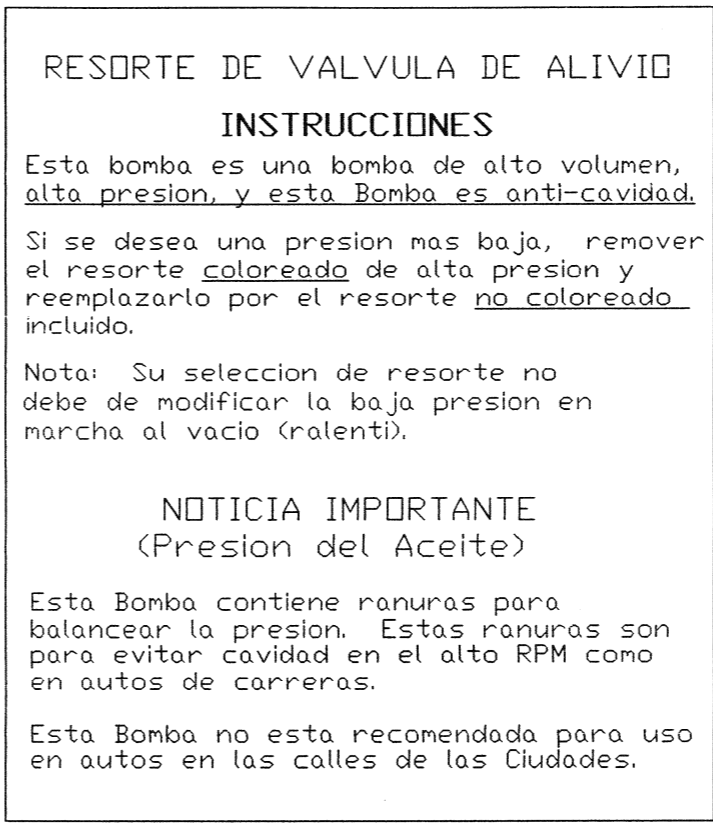 RESORTE DE VALVULA DE ALIVIO
INSTRUCCIONES
Esta bomba es una bomba de alto volumen,
alta presion, y esta Bomba es anti-cavidad.
Si se desea una presion mas baja, remover
el resorte coloreado de alta presion y
reemplazarlo por el resorte no coloreado
incluido.
Nota: Su seleccion de resorte no
debe de modificar la baja presion en
marcha al vacio (ralenti).
NOTICIA IMPORTANTE
(Presion del Aceite)
Esta Bomba contiene ranuras para
balancear la presion. Estas ranuras son
para evitar cavidad en el alto RPM como
en autos de carreras.
Esta Bomba no esta recomendada para uso
en autos en las calles de las Ciudades.